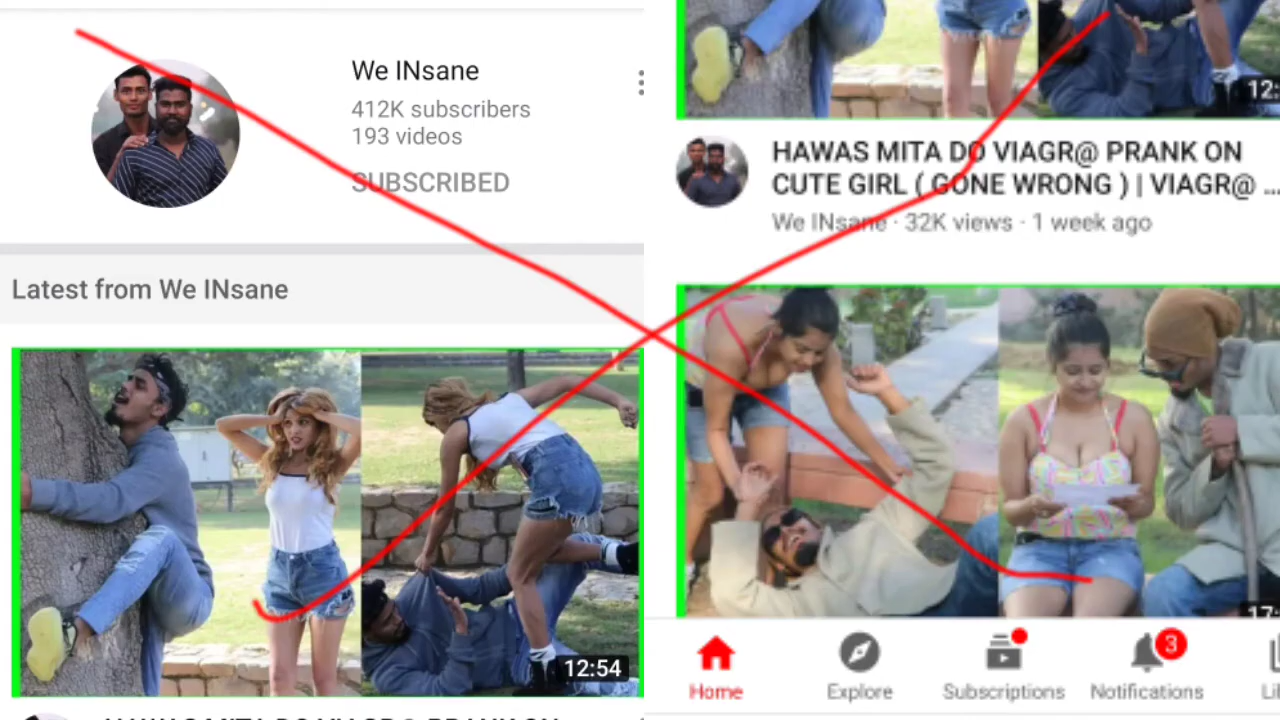 We INsane
412K subscribers
193 videos
SUBSCRIBED
Latest from We INsane
12:54
12:
HAWAS MITA DO VIAGR@ PRANK ON
CUTE GIRL ( GONE WRONG ) | VIAGR@ ...
We INsane · 32K views · 1 week ago
Home
Explore
Subscriptions
3
Notifications